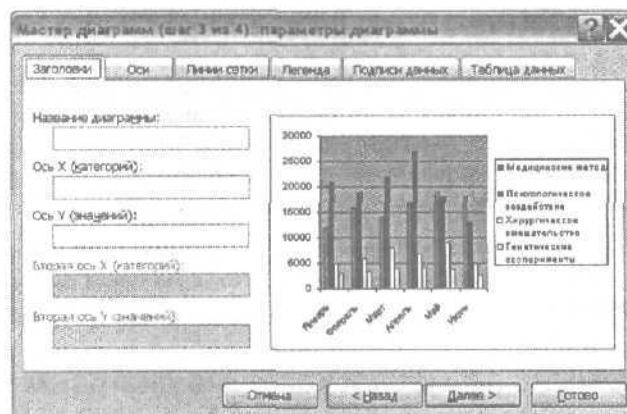 Мастер диаграмм (шаг 3 из 4): параметры диаграммы
Заголовки Оси Линии сетки Легенда Подписи данных Таблица данных
Название диаграммы:
Ось X (категорий):
Ось Y (значений):
Вторая ось X (категорий):
Вторая ось Y (значений):
30000
25000
20000
15000
10000
5000
0
Январь
Февраль
Март
Апрель
Май
Июнь
Медицинские метод
Психологическое
воздействие
Хирургическое
вмешательство
Генетические
эксперименты
Отмена < Назад Далее > Готово